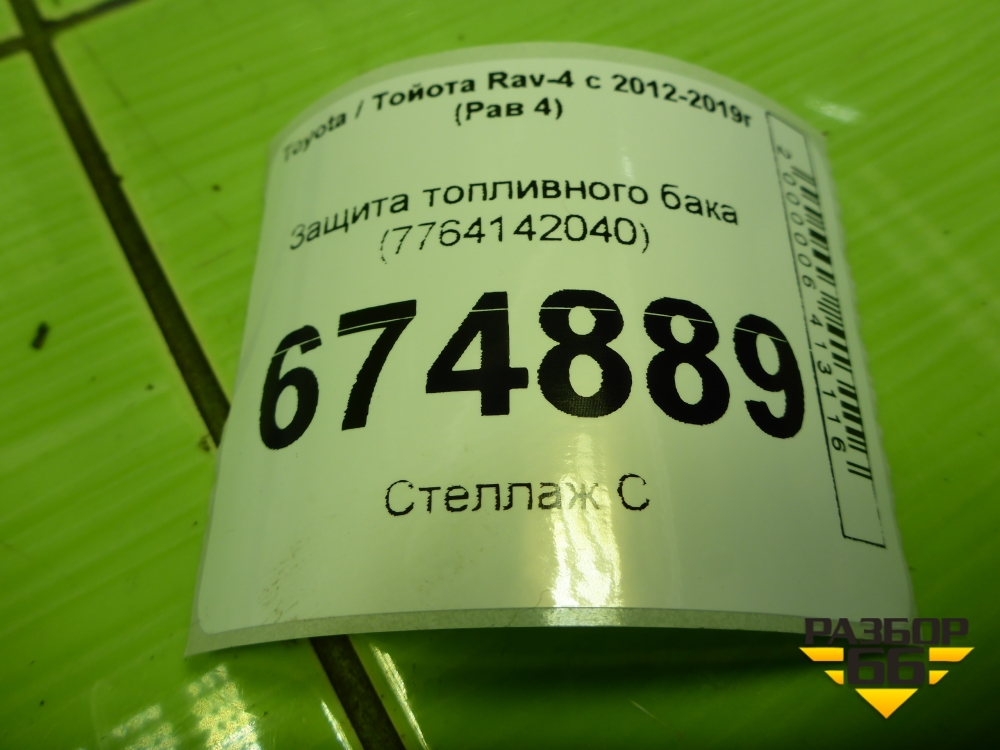 Toyota / Тойота Rav-4 с 2012-2019г
(Рав 4)
Защита топливного бака
(7764142040)
674889
Стеллаж С
2000006413116
РАЗБОР
66